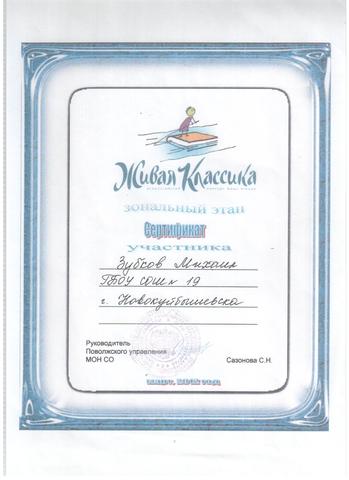 Живая Классика
зональный этап
Сертификат
участника
Зубков Михаил
ГБОУ СОШ № 19
г. Новокуйбышевска
Руководитель
Поволжского управления
МОН СО
Сазонова С.Н.